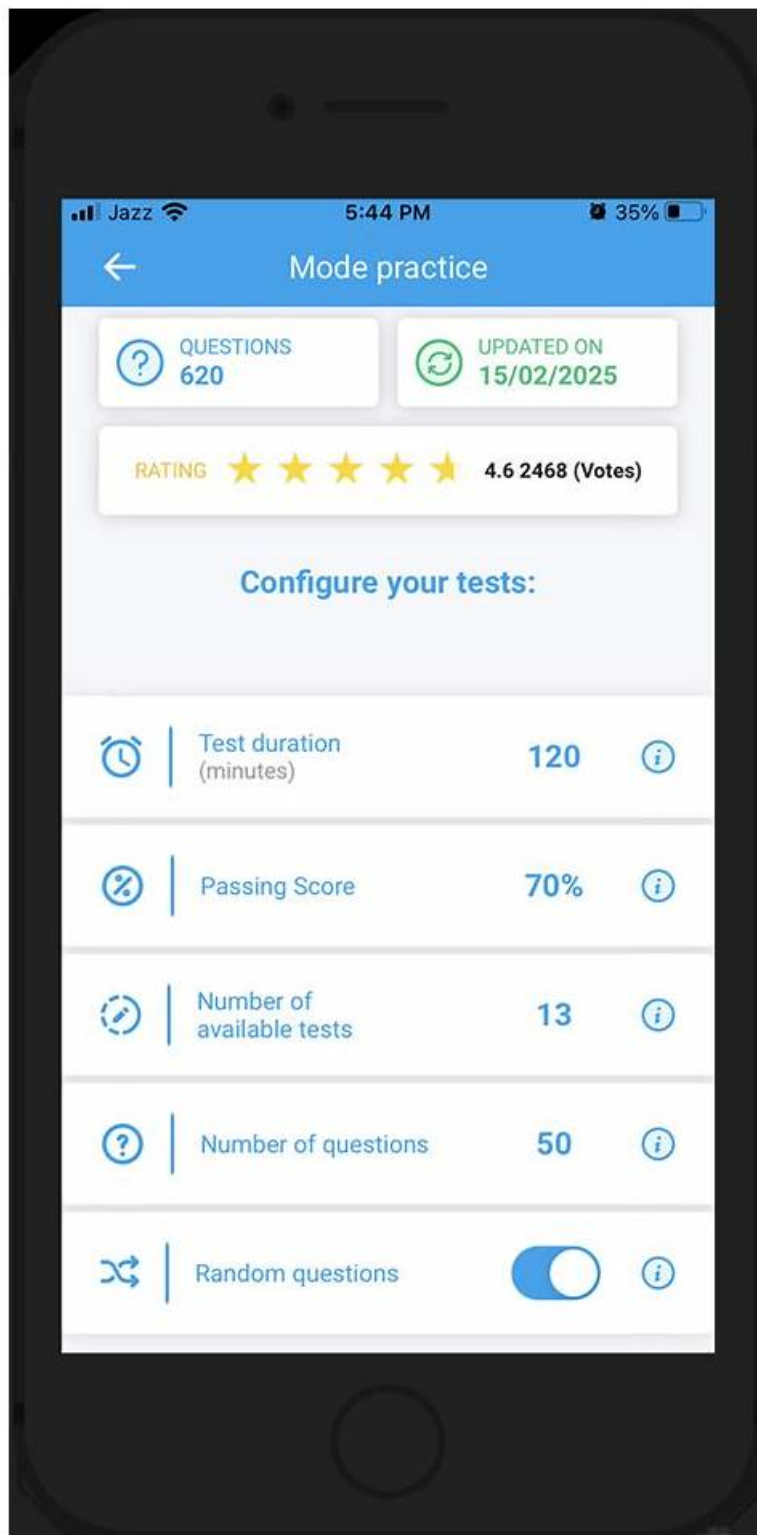 Jazz 5:44 PM 35%
Mode practice
QUESTIONS
620
UPDATED ON
15/02/2025
RATING 4.6 2468 (Votes)
Configure your tests:
Test duration
(minutes)
120
Passing Score 70%
Number of
available tests
13
Number of questions 50
Random questions